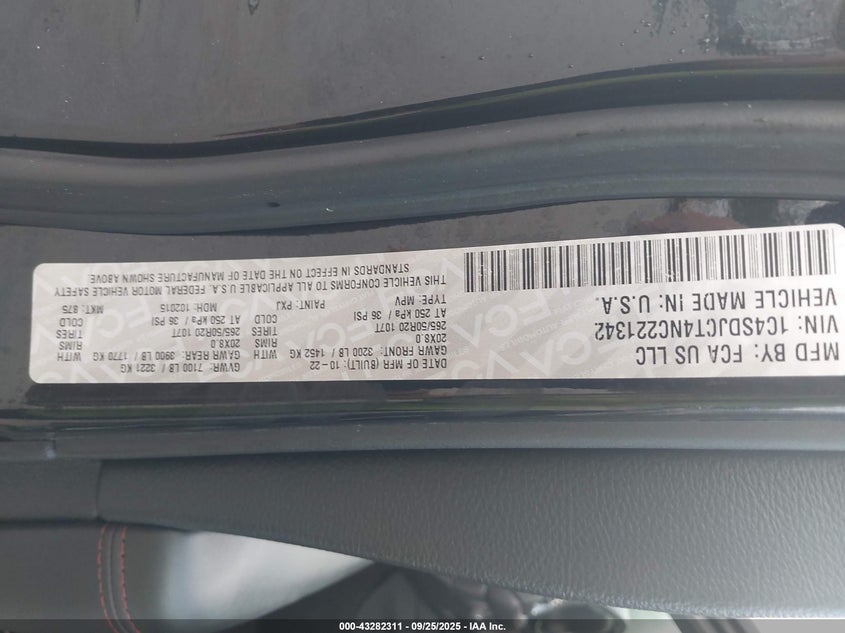 MFD BY: FCA US LLC
DATE OF MFR (BUILT): 10-22
GVWR: 7100 LB / 3221 KG
GAWR FRONT: 3200 LB / 1452 KG WITH
20X8.0 RIMS
265/50R20 107T TIRES
AT 250 kPa / 36 PSI COLD
GAWR REAR: 3900 LB / 1770 KG WITH
20X8.0 RIMS
265/50R20 107T TIRES
AT 250 kPa / 36 PSI COLD
VIN: 1C4SDJCT4NC221342
TYPE: MPV
PAINT: PXJ
MDH: 102015
MKT: 875
VEHICLE MADE IN: U.S.A.
THIS VEHICLE CONFORMS TO ALL APPLICABLE U.S.A. FEDERAL MOTOR VEHICLE SAFETY
STANDARDS IN EFFECT ON THE DATE OF MANUFACTURE SHOWN ABOVE.
000-43282311 - 09/25/2025 - © IAA, Inc.